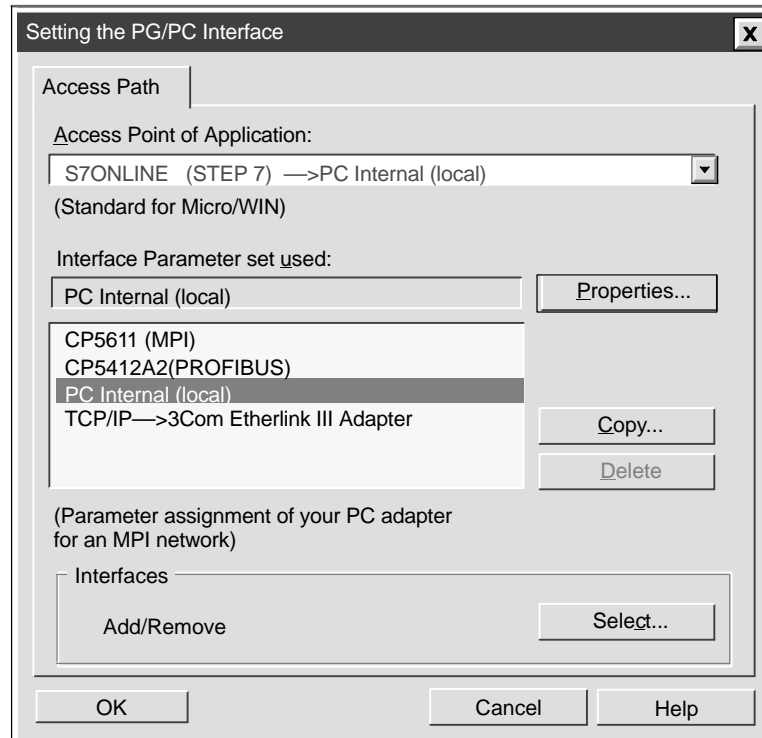 Setting the PG/PC Interface
X
Access Path
Access Point of Application:
S7ONLINE (STEP 7) —>PC Internal (local)
(Standard for Micro/WIN)
Interface Parameter set used:
PC Internal (local)
Properties...
CP5611 (MPI)
CP5412A2(PROFIBUS)
PC Internal (local)
TCP/IP—>3Com Etherlink III Adapter
Copy...
Delete
(Parameter assignment of your PC adapter
for an MPI network)
Interfaces
Add/Remove
Select...
OK
Cancel
Help